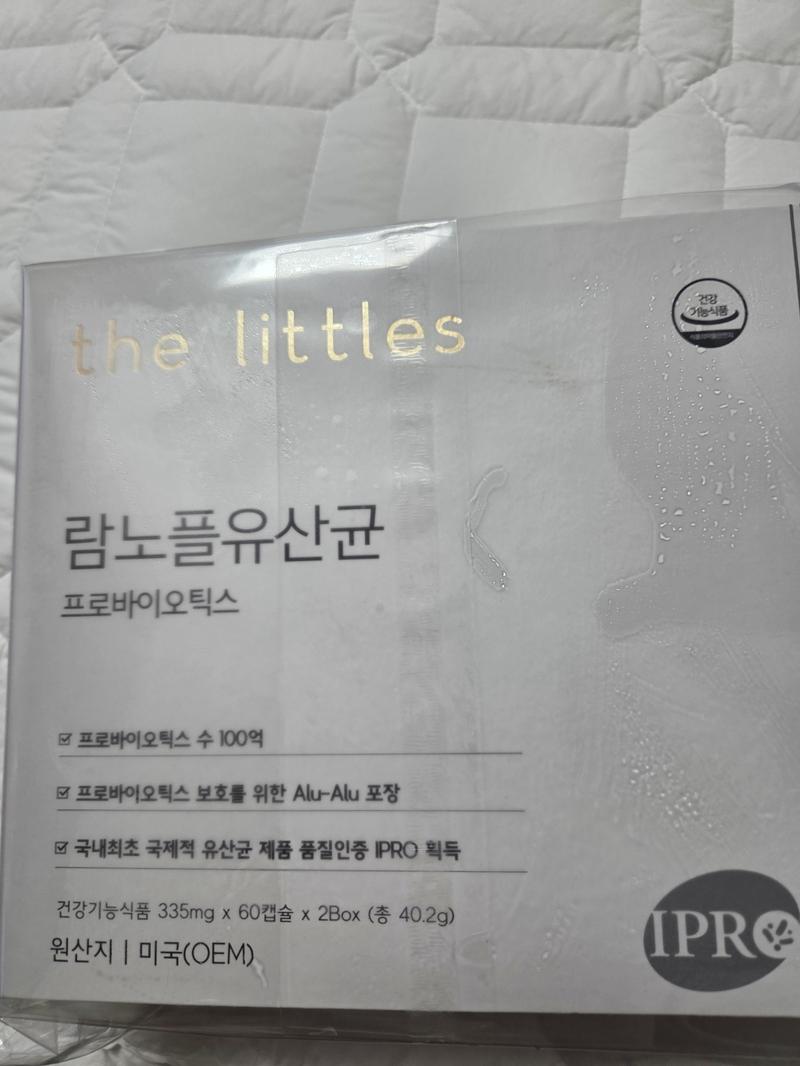 the littles
건강
기능식품
람노플유산균
프로바이오틱스
프로바이오틱스 수 100억
프로바이오틱스 보호를 위한 Alu-Alu 포장
국내최초 국제적 유산균 제품 품질인증 IPRO 획득
건강기능식품 335mg x 60캡슐 x 2Box (총 40.2g)
원산지 | 미국(OEM)
IPRO